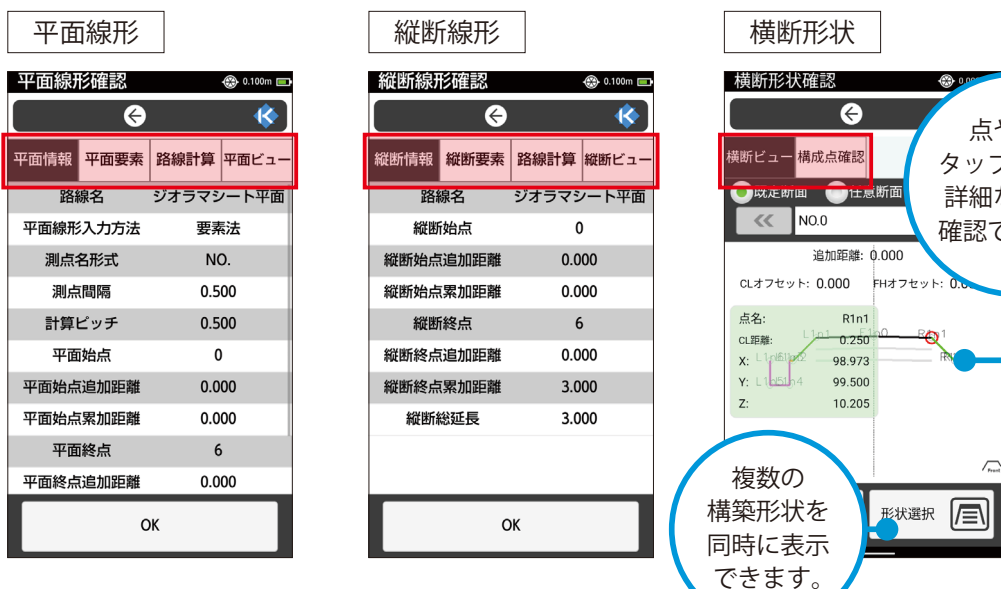 平面線形
平面線形確認 0.100m
平面情報 平面要素 路線計算 平面ビュー
路線名 ジオラマシート平面
平面線形入力方法 要素法
測点名形式 NO.
測点間隔 0.500
計算ピッチ 0.500
平面始点 0
平面始点追加距離 0.000
平面始点累加距離 0.000
平面終点 6
平面終点追加距離 0.000
OK
縦断線形
縦断線形確認 0.100m
縦断情報 縦断要素 路線計算 縦断ビュー
路線名 ジオラマシート平面
縦断始点 0
縦断始点追加距離 0.000
縦断始点累加距離 0.000
縦断終点 6
縦断終点追加距離 0.000
縦断終点累加距離 3.000
縦断総延長 3.000
OK
横断形状
横断形状確認
横断ビュー 構成点確認
既定断面 任意断面
NO.0
追加距離: 0.000
CLオフセット: 0.000 FHオフセット:
点名: R1n1
CL距離: 0.250
X: 98.973
Y: 99.500
Z: 10.205
形状選択
タップ
詳細
確認
複数の
構築形状を
同時に表示
できます。